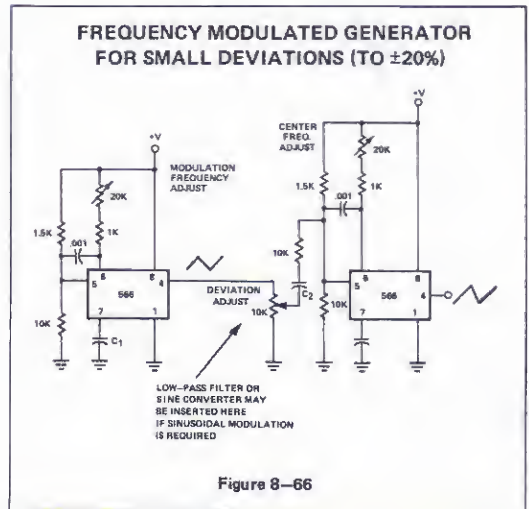 FREQUENCY MODULATED GENERATOR
FOR SMALL DEVIATIONS (TO ±20%)
+V
MODULATION
FREQUENCY
ADJUST
20K
1.5K
.001
1K
6
8
5
4
566
7
1
10K
C1
DEVIATION
ADJUST
10K
LOW-PASS FILTER OR
SINE CONVERTER MAY
BE INSERTED HERE
IF SINUSOIDAL MODULATION
IS REQUIRED
+V
CENTER
FREQ.
ADJUST
20K
1.5K
1K
.001
10K
C2
10K
6
8
5
4
566
7
1
Figure 8-66